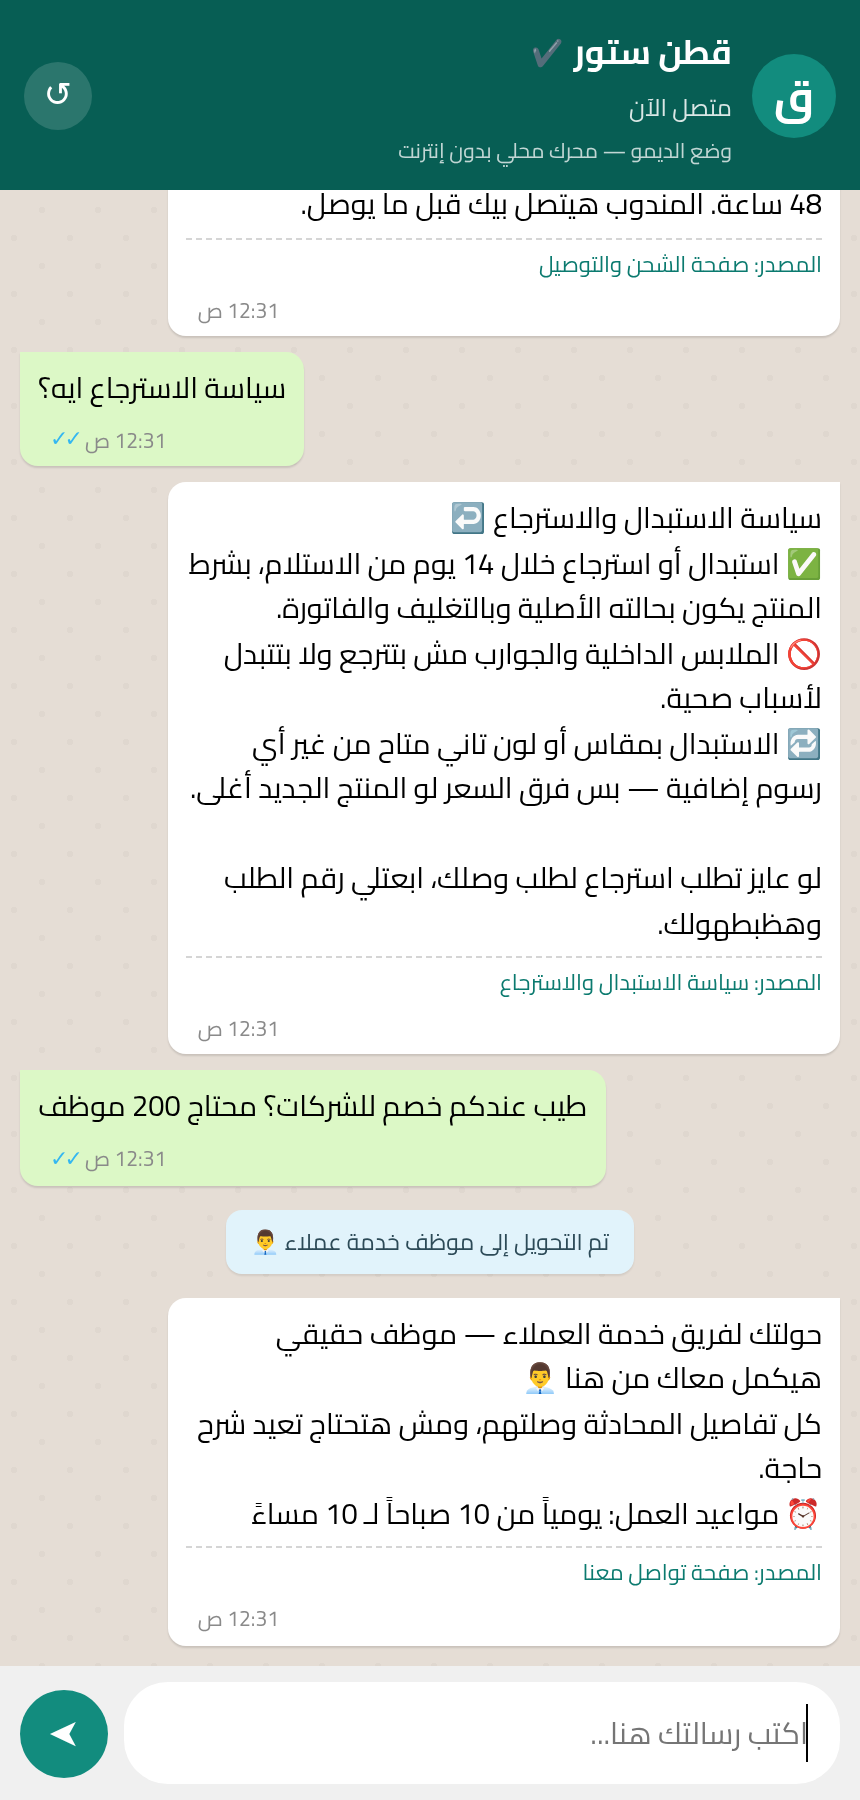 ق
قطن ستور ✔
متصل الآن
وضع الديمو — محرك محلي بدون إنترنت
↺
48 ساعة. المندوب هيتصل بيك قبل ما يوصل.
المصدر: صفحة الشحن والتوصيل
12:31 ص
سياسة الاسترجاع ايه؟
12:31 ص ✓✓
سياسة الاستبدال والاسترجاع ↩️
✅ استبدال أو استرجاع خلال 14 يوم من الاستلام، بشرط
المنتج يكون بحالته الأصلية وبالتغليف والفاتورة.
🚫 الملابس الداخلية والجوارب مش بتترجع ولا بتتبدل
لأسباب صحية.
🔁 الاستبدال بمقاس أو لون تاني متاح من غير أي
رسوم إضافية — بس فرق السعر لو المنتج الجديد أغلى.
لو عايز تطلب استرجاع لطلب وصلك، ابعتلي رقم الطلب
وهظبطهولك.
المصدر: سياسة الاستبدال والاسترجاع
12:31 ص
طيب عندكم خصم للشركات؟ محتاج 200 موظف
12:31 ص ✓✓
تم التحويل إلى موظف خدمة عملاء 👨‍💼
حولتك لفريق خدمة العملاء — موظف حقيقي
هيكمل معاك من هنا 👨‍💼
كل تفاصيل المحادثة وصلتهم، ومش هتحتاج تعيد شرح
حاجة.
⏰ مواعيد العمل: يومياً من 10 صباحاً لـ 10 مساءً
المصدر: صفحة تواصل معنا
12:31 ص
اكتب رسالتك هنا...